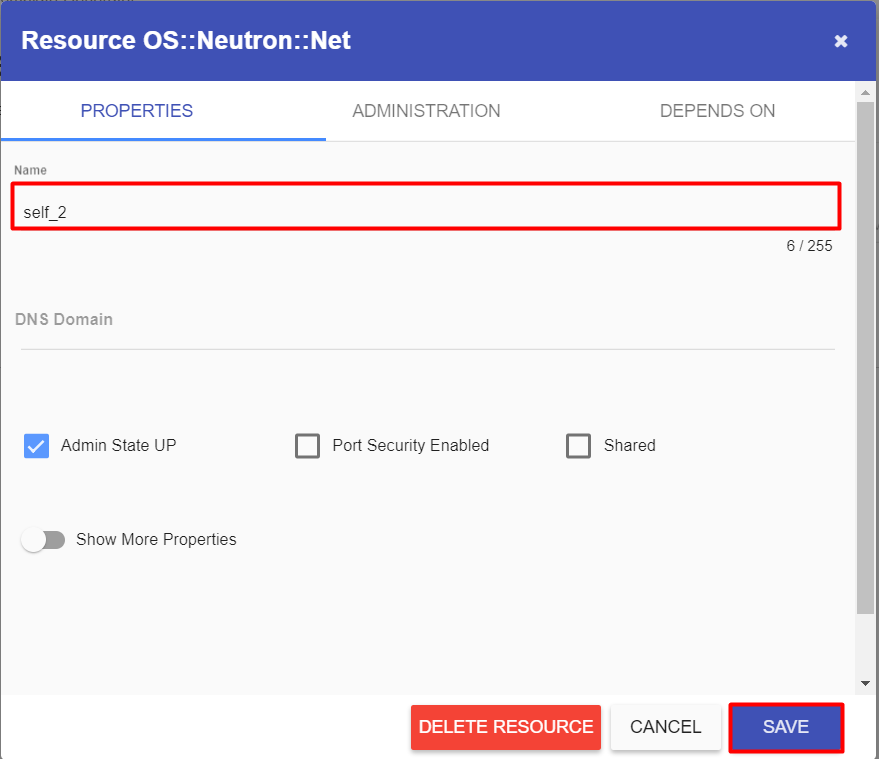 Resource OS::Neutron::Net
PROPERTIES ADMINISTRATION DEPENDS ON
Name
self_2
6 / 255
DNS Domain
Admin State UP Port Security Enabled Shared
Show More Properties
DELETE RESOURCE CANCEL SAVE